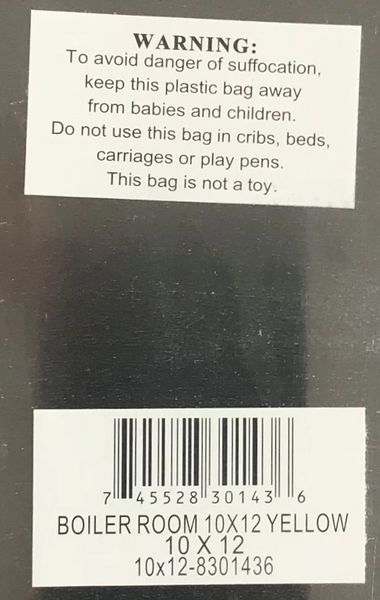 WARNING:
To avoid danger of suffocation,
keep this plastic bag away
from babies and children.
Do not use this bag in cribs, beds,
carriages or play pens.
This bag is not a toy.
7 45528 30143 6
BOILER ROOM 10X12 YELLOW
10 X 12
10x12-8301436